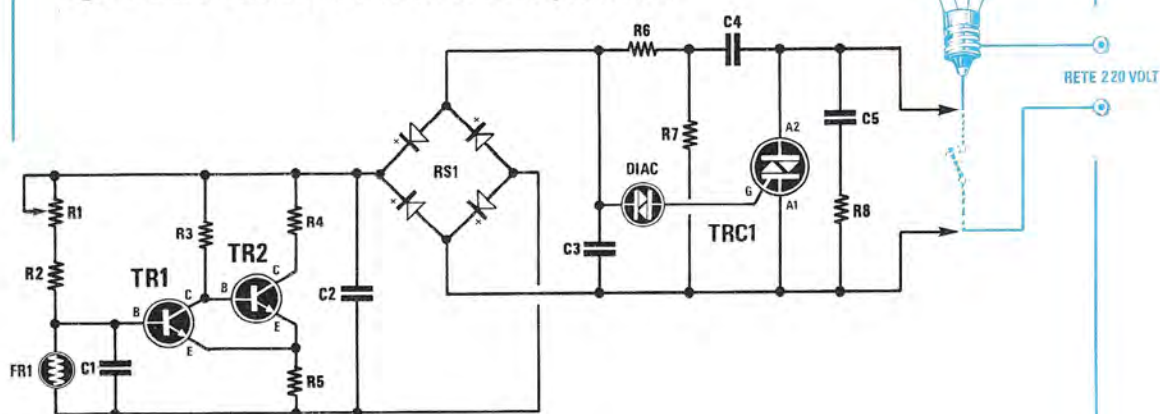 R6
C4
RETE 220 VOLT
R7
A2
C5
RS1
DIAC
G
A1
R8
TRC1
C3
R1
R3
R4
R2
TR1
TR2
C
B
E
C
B
E
C2
FR1
C1
R5